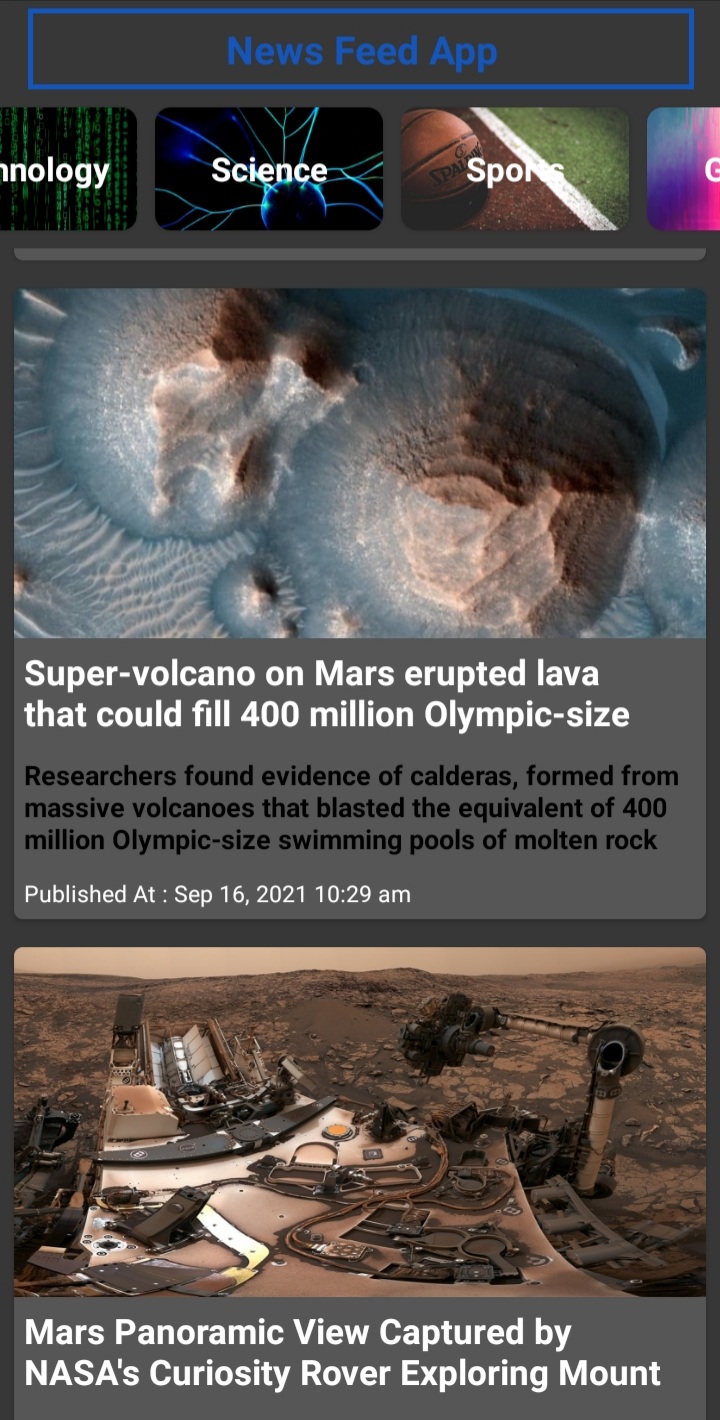 News Feed App
hnology
Science
Sports
G
SPALDING
Super-volcano on Mars erupted lava
that could fill 400 million Olympic-size
Researchers found evidence of calderas, formed from
massive volcanoes that blasted the equivalent of 400
million Olympic-size swimming pools of molten rock
Published At : Sep 16, 2021 10:29 am
Mars Panoramic View Captured by
NASA's Curiosity Rover Exploring Mount